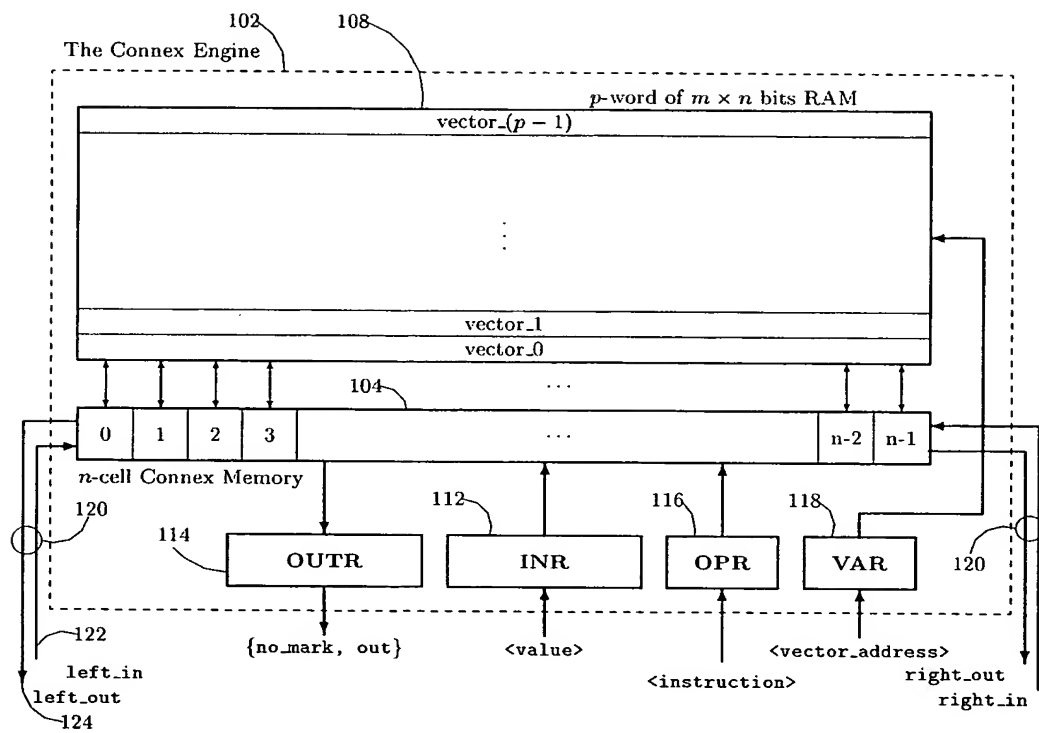 102
The Connex Engine
108
p-word of m × n bits RAM
vector_(p − 1)
⋮
vector_1
vector_0
104
⋯
0 1 2 3 ⋯ n-2 n-1
n-cell Connex Memory
120
114
112
116
118
120
OUTR INR OPR VAR
122
{no_mark, out} <value> <vector_address>
left_in
<instruction>
right_out
left_out
right_in
124